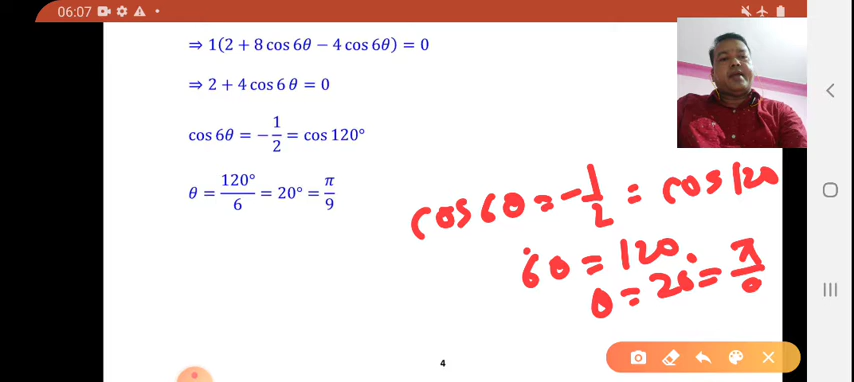 06:07
⇒ 1(2 + 8 cos 6θ − 4 cos 6θ) = 0
⇒ 2 + 4 cos 6 θ = 0
cos 6θ = −1/2 = cos 120°
θ = 120°/6 = 20° = π/9
cos 6θ = −1/2 = cos 120
6θ = 120
θ = 20 = π/
4